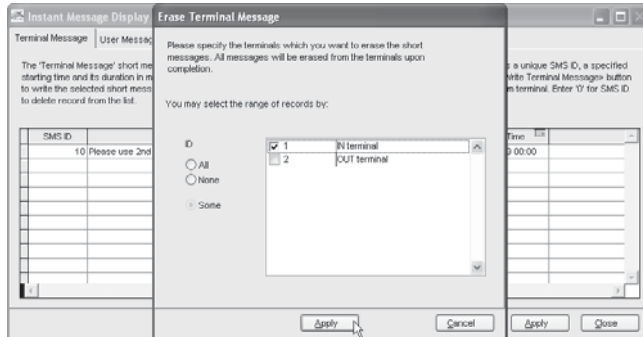 Instant Message Display
Erase Terminal Message
Terminal Message
User Messag
Please specify the terminals which you want to erase the short
messages. All messages will be erased from the terminals upon
completion.
The 'Terminal Message' short me
starting time and its duration in m
to write the selected short mess
to delete record from the list.
s a unique SMS ID, a specified
Write Terminal Message> button
m terminal. Enter '0' for SMS ID
You may select the range of records by:
SMS ID
Time
10 Please use 2nd
9 00:00
ID
All
None
Some
1 IN terminal
2 OUT terminal
Apply
Cancel
Apply
Close